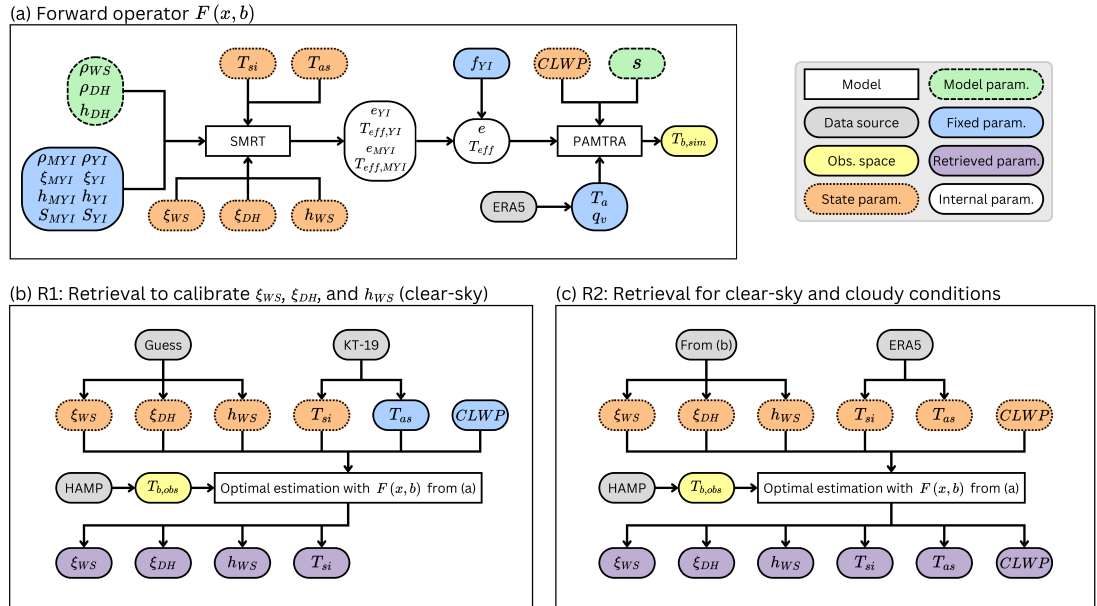 (a) Forward operator F (x, b)
ρ_WS
ρ_DH
h_DH
T_si
T_as
f_YI
CLWP
s
SMRT
e_YI
T_eff,YI
e_MYI
T_eff,MYI
e
T_eff
PAMTRA
T_b,sim
ρ_MYI ρ_YI
ξ_MYI ξ_YI
h_MYI h_YI
S_MYI S_YI
ξ_WS
ξ_DH
h_WS
ERA5
T_a
q_v
Model
Model param.
Data source
Fixed param.
Obs. space
Retrieved param.
State param.
Internal param.
(b) R1: Retrieval to calibrate ξ_WS, ξ_DH, and h_WS (clear-sky)
Guess
KT-19
ξ_WS
ξ_DH
h_WS
T_si
T_as
CLWP
HAMP
T_b,obs
Optimal estimation with F (x, b) from (a)
ξ_WS
ξ_DH
h_WS
T_si
(c) R2: Retrieval for clear-sky and cloudy conditions
From (b)
ERA5
ξ_WS
ξ_DH
h_WS
T_si
T_as
CLWP
HAMP
T_b,obs
Optimal estimation with F (x, b) from (a)
ξ_WS
ξ_DH
h_WS
T_si
T_as
CLWP